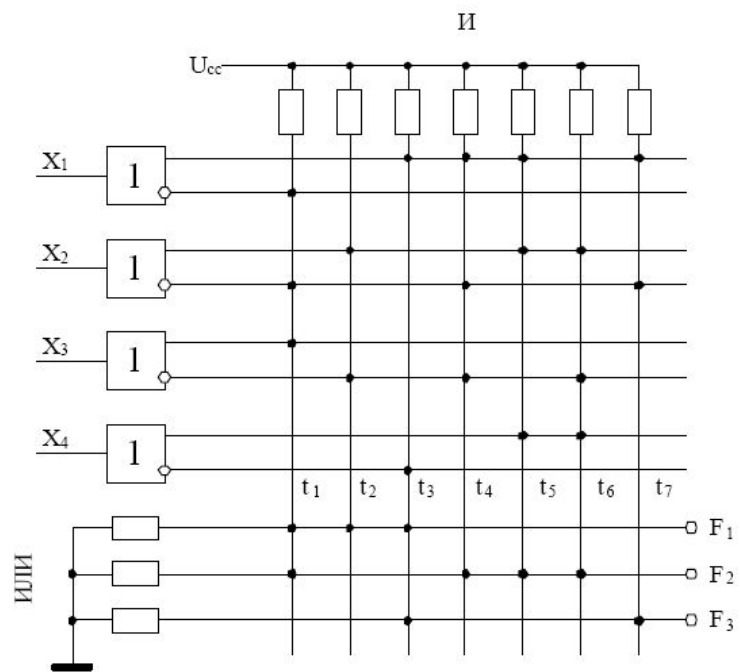 И
Ucc
X1
1
X2
1
X3
1
X4
1
t1 t2 t3 t4 t5 t6 t7
ИЛИ
F1
F2
F3